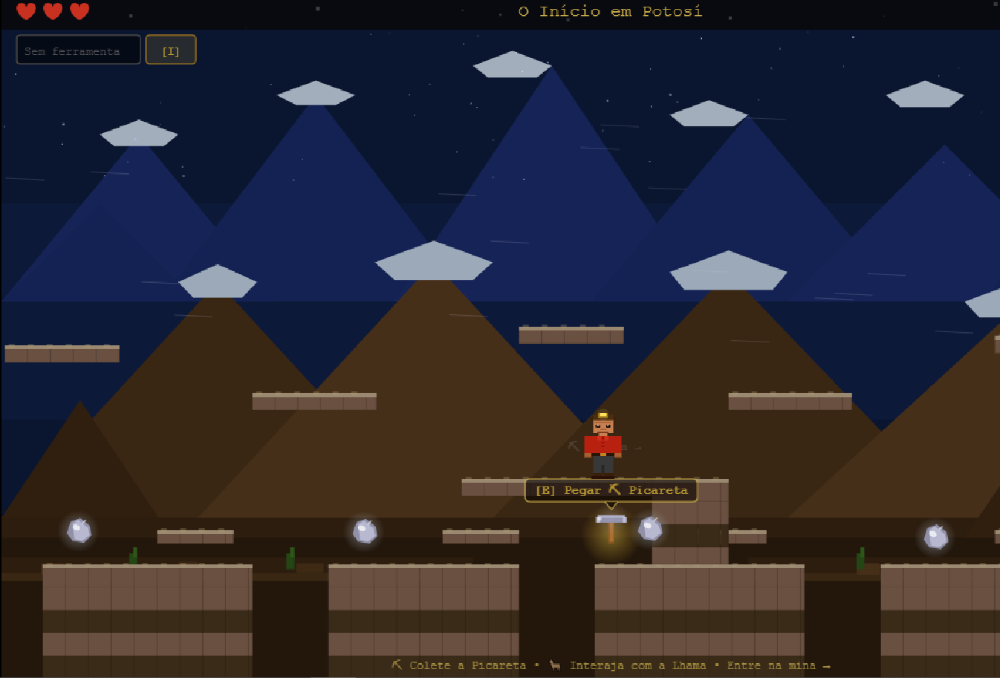 O Início em Potosí
Sem ferramenta
[I]
[E] Pegar ⛏ Picareta
⛏ Colete a Picareta • 🦙 Interaja com a Lhama • Entre na mina →